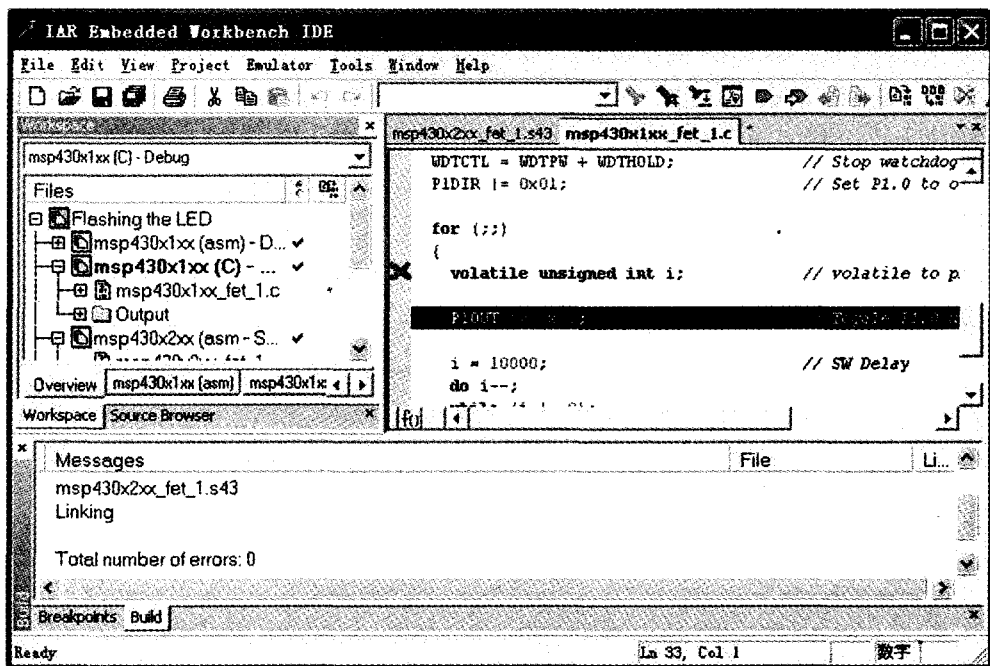 IAR Embedded Workbench IDE
File Edit View Project Emulator Tools Window Help
Workspace
msp430x1xx (C) - Debug
Files
Flashing the LED
msp430x1xx (asm) - D...
msp430x1xx (C) - ...
msp430x1xx_fet_1.c
Output
msp430x2xx (asm - S...
Overview msp430x1xx (asm) msp430x1x
Workspace Source Browser
msp430x2xx_fet_1.s43 msp430x1xx_fet_1.c
WDTCTL = WDTPW + WDTHOLD; // Stop watchdog
P1DIR |= 0x01; // Set P1.0 to o
for (;;)
{
volatile unsigned int i; // volatile to p
P1OUT
i = 10000; // SW Delay
do i--;
Messages File Li...
msp430x2xx_fet_1.s43
Linking
Total number of errors: 0
Build
Breakpoints Build
Ready Ln 33, Col 1 数字